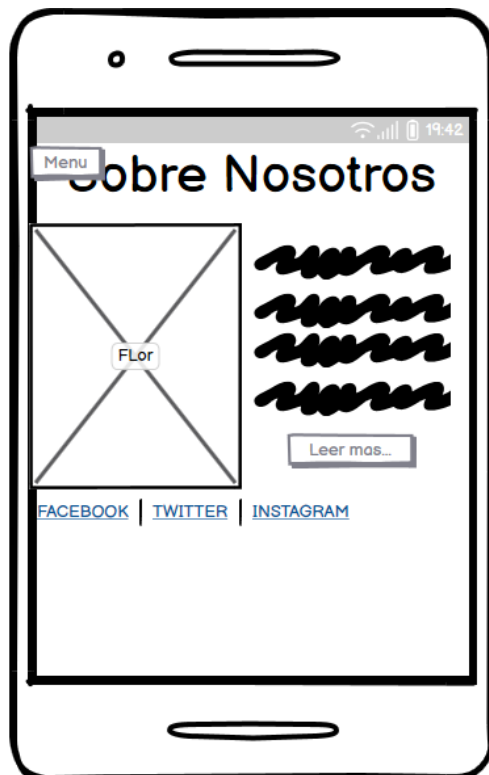 19:42
Menu
Sobre Nosotros
FLor
Leer mas...
FACEBOOK | TWITTER | INSTAGRAM